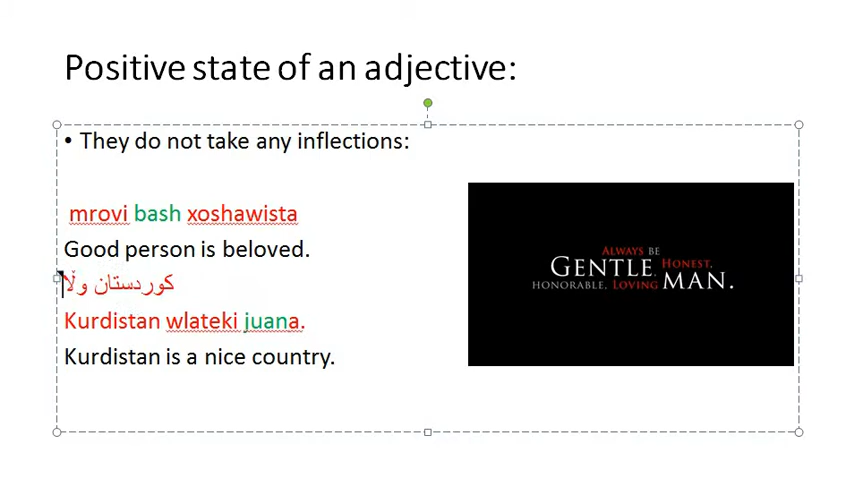 Positive state of an adjective:
• They do not take any inflections:
mrovi bash xoshawista
Good person is beloved.
کوردستان وڵا
Kurdistan wlateki juana.
Kurdistan is a nice country.
ALWAYS BE
GENTLE. HONEST,
HONORABLE, LOVING MAN.